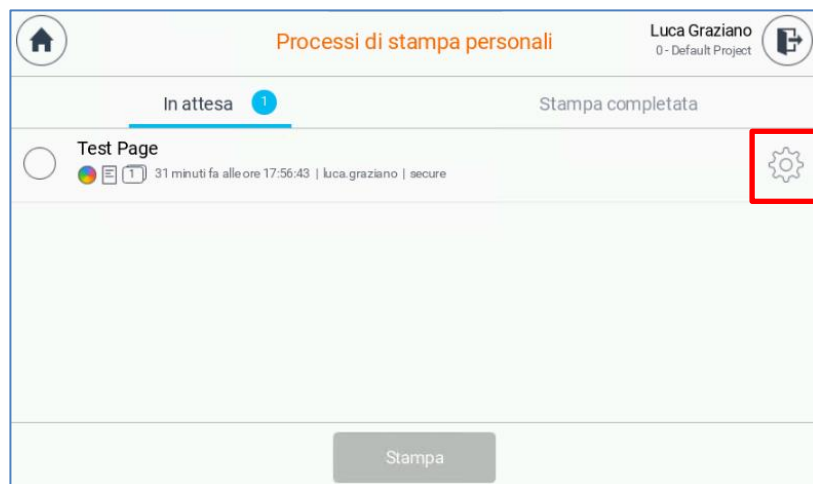 Processi di stampa personali
Luca Graziano
0 - Default Project
In attesa 1
Stampa completata
Test Page
1 31 minuti fa alle ore 17:56:43 | luca.graziano | secure
Stampa